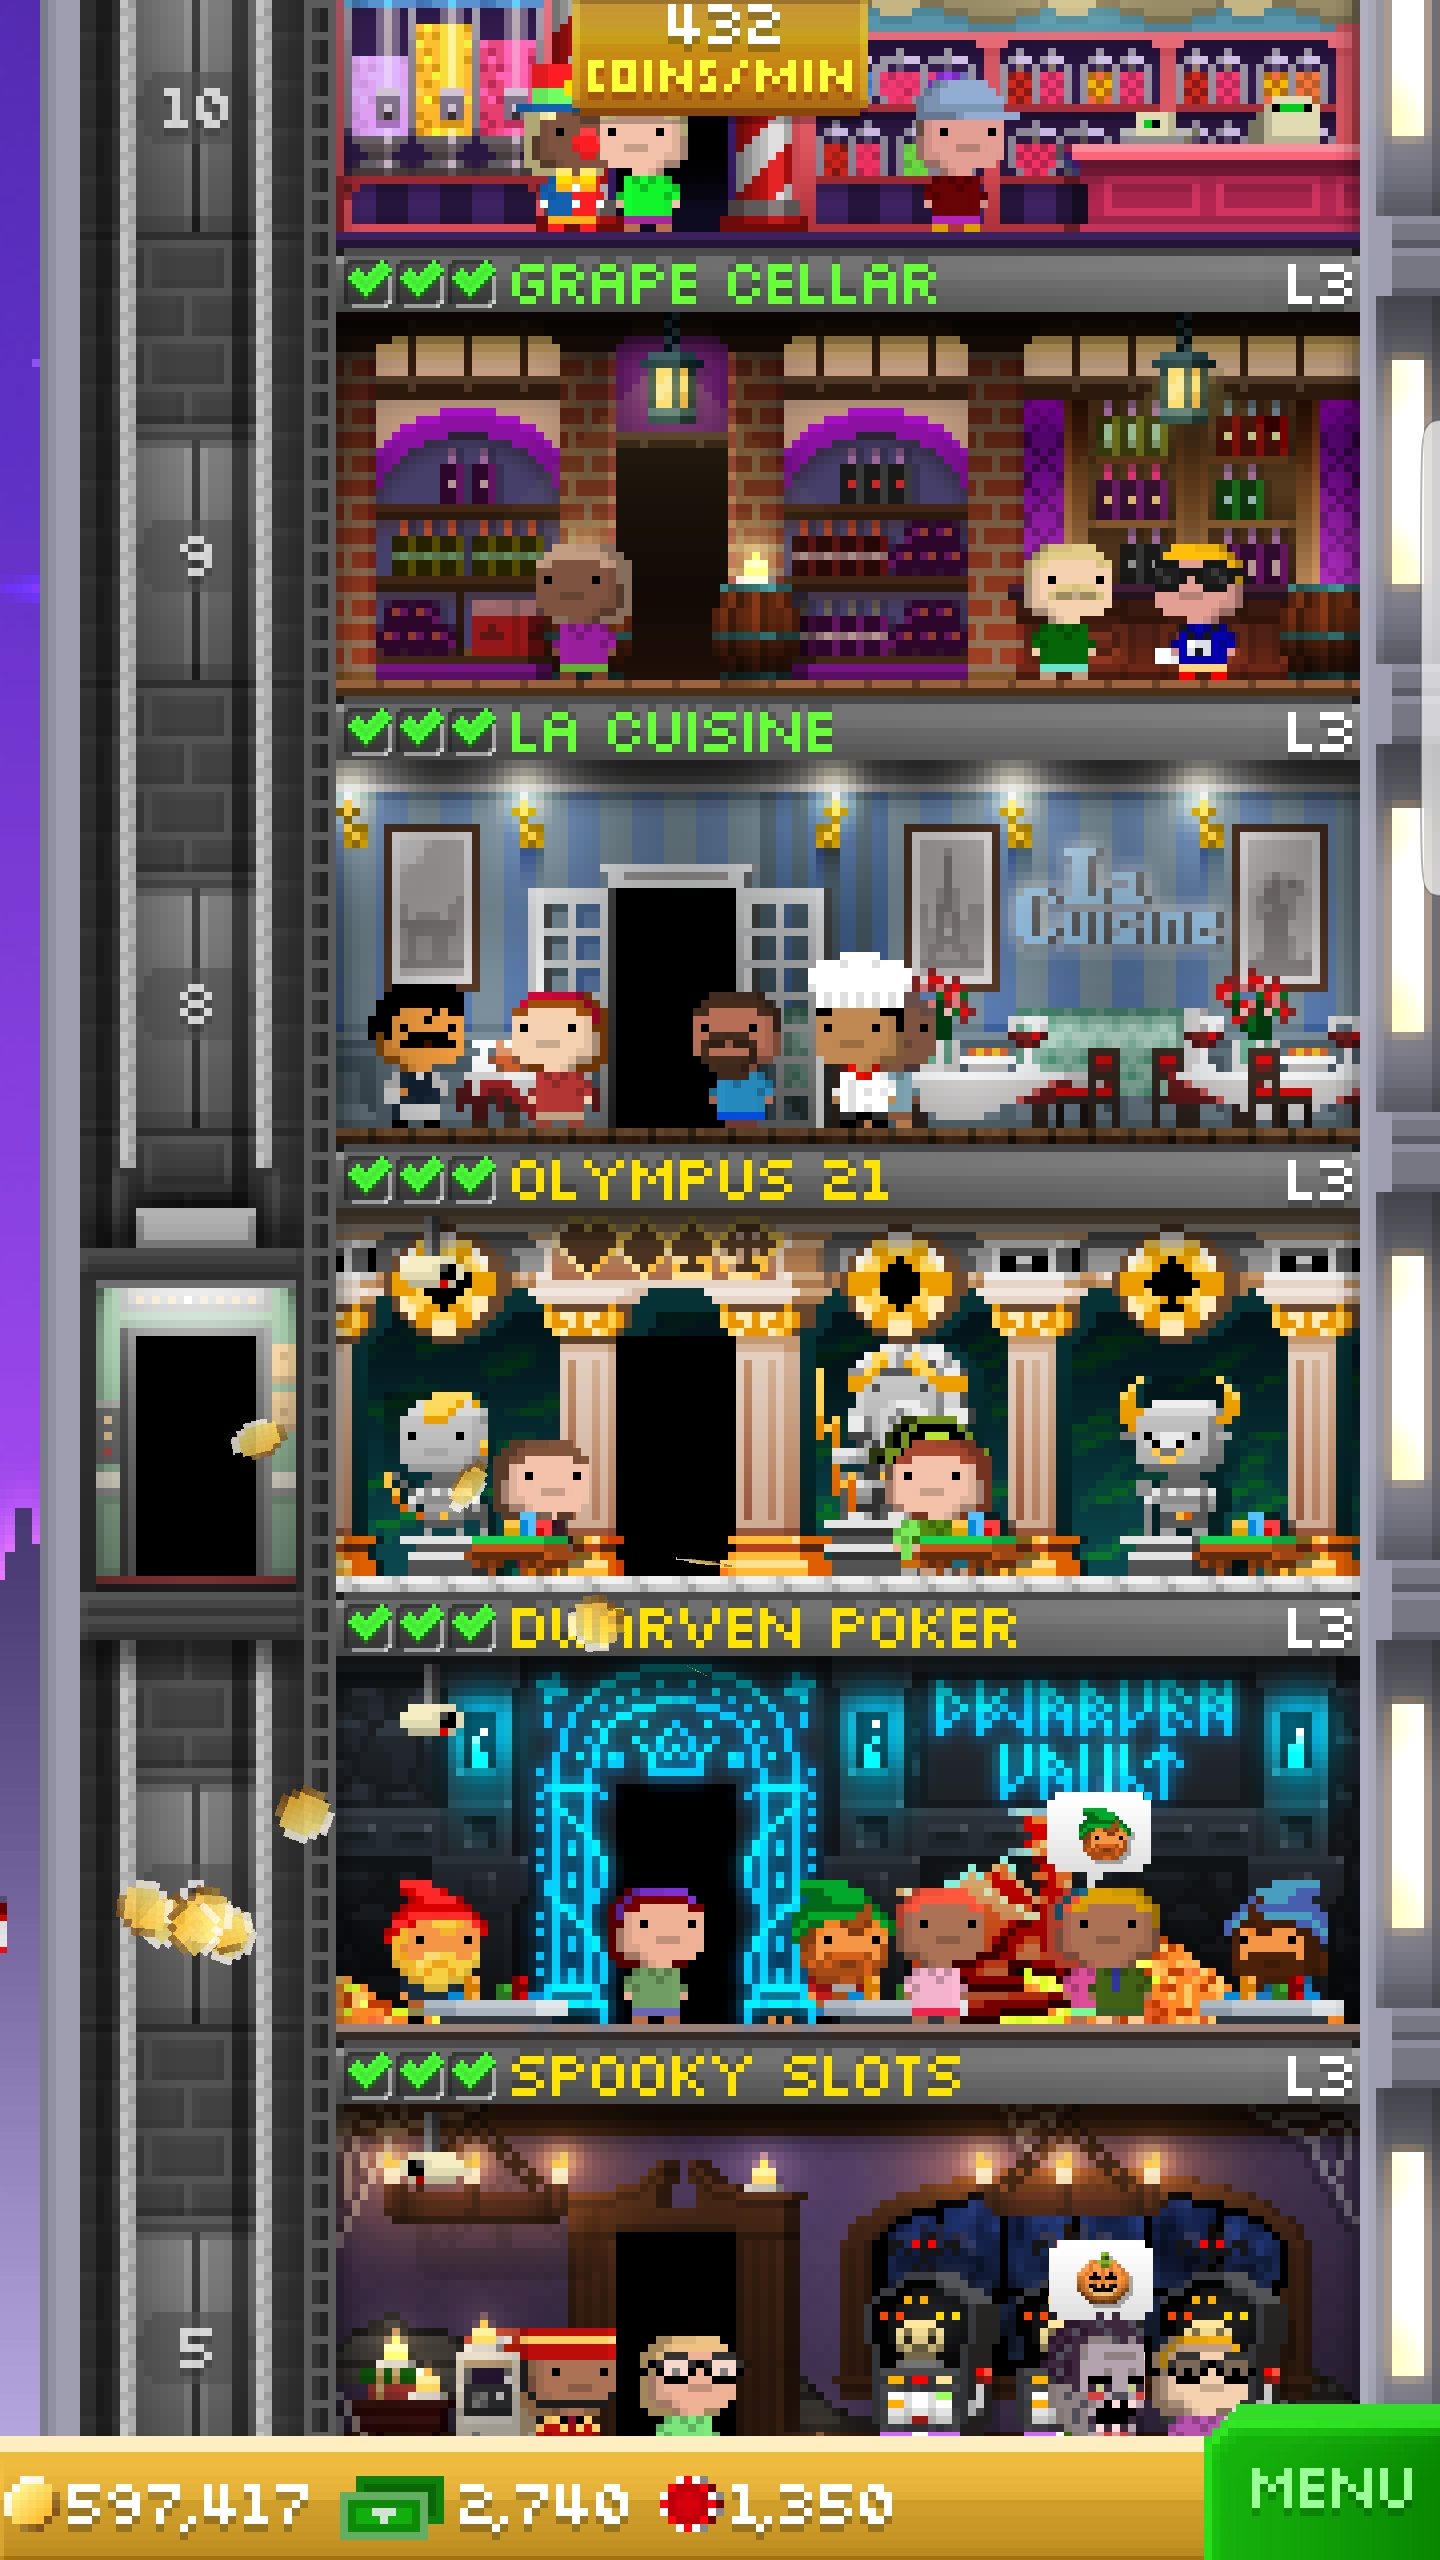 432
COINS/MIN
10
GRAPE CELLAR L3
9
LA CUISINE L3
La
Cuisine
8
OLYMPUS 21 L3
DWARVEN POKER L3
DWARVEN
VAULT
SPOOKY SLOTS L3
5
597,417 2,740 1,350 MENU